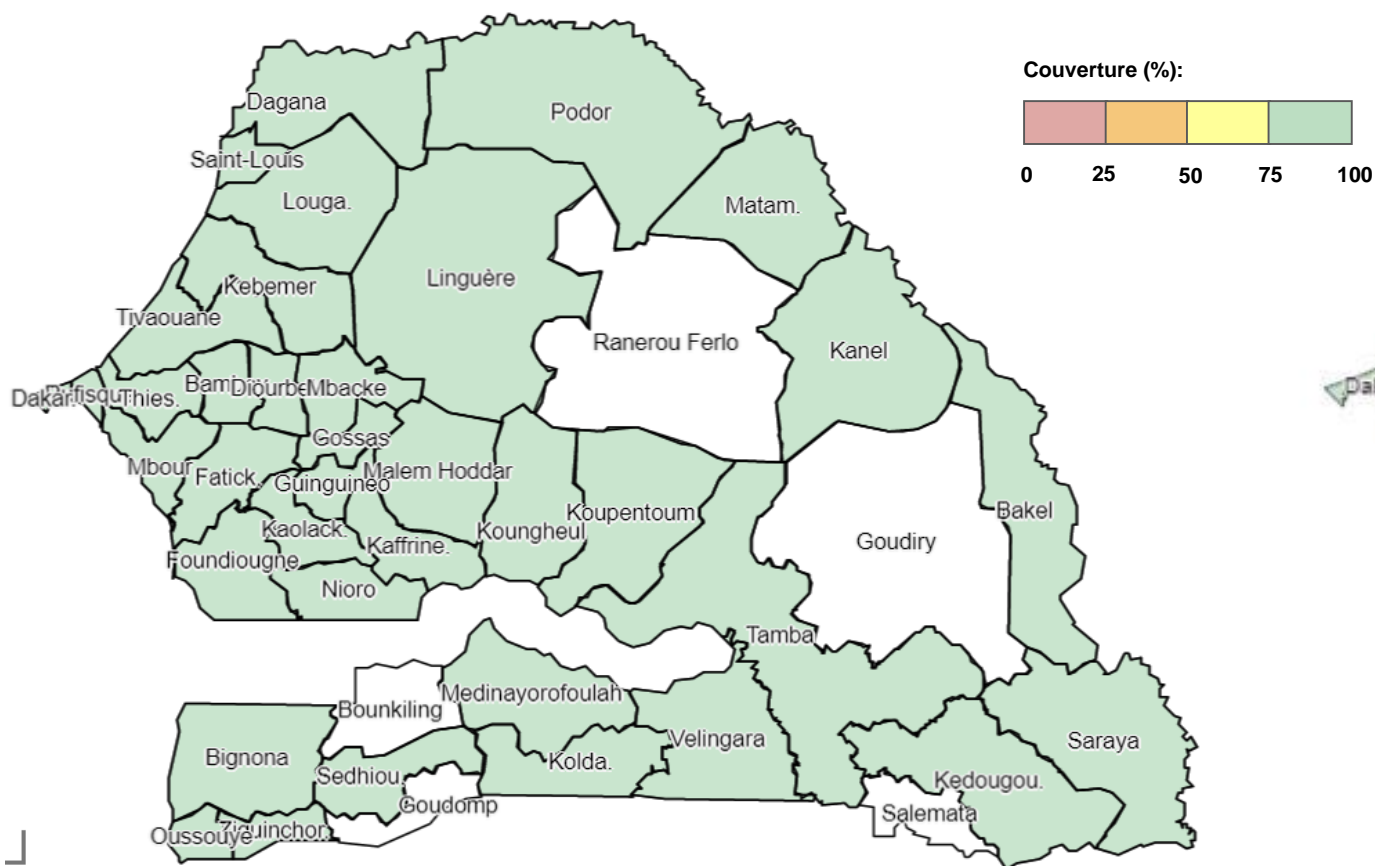 Couverture (%):
0 25 50 75 100
Dagana
Podor
Saint-Louis
Louga.
Matam.
Linguère
Kebemer
Tivaouane
Ranerou Ferlo
Kanel
Dakar.
Thies.
Mbacke
Gossas
Mbour
Fatick.
Guinguineo
Malem Hoddar
Kaolack.
Koungheul
Koupentoum
Bakel
Goudiry
Kaffrine.
Foundiougne
Nioro
Tamba
Medinayorofoulah
Bounkiling
Velingara
Saraya
Bignona
Kolda.
Sedhiou.
Kedougou.
Goudomp
Salemata
Oussouye
Ziguinchor.